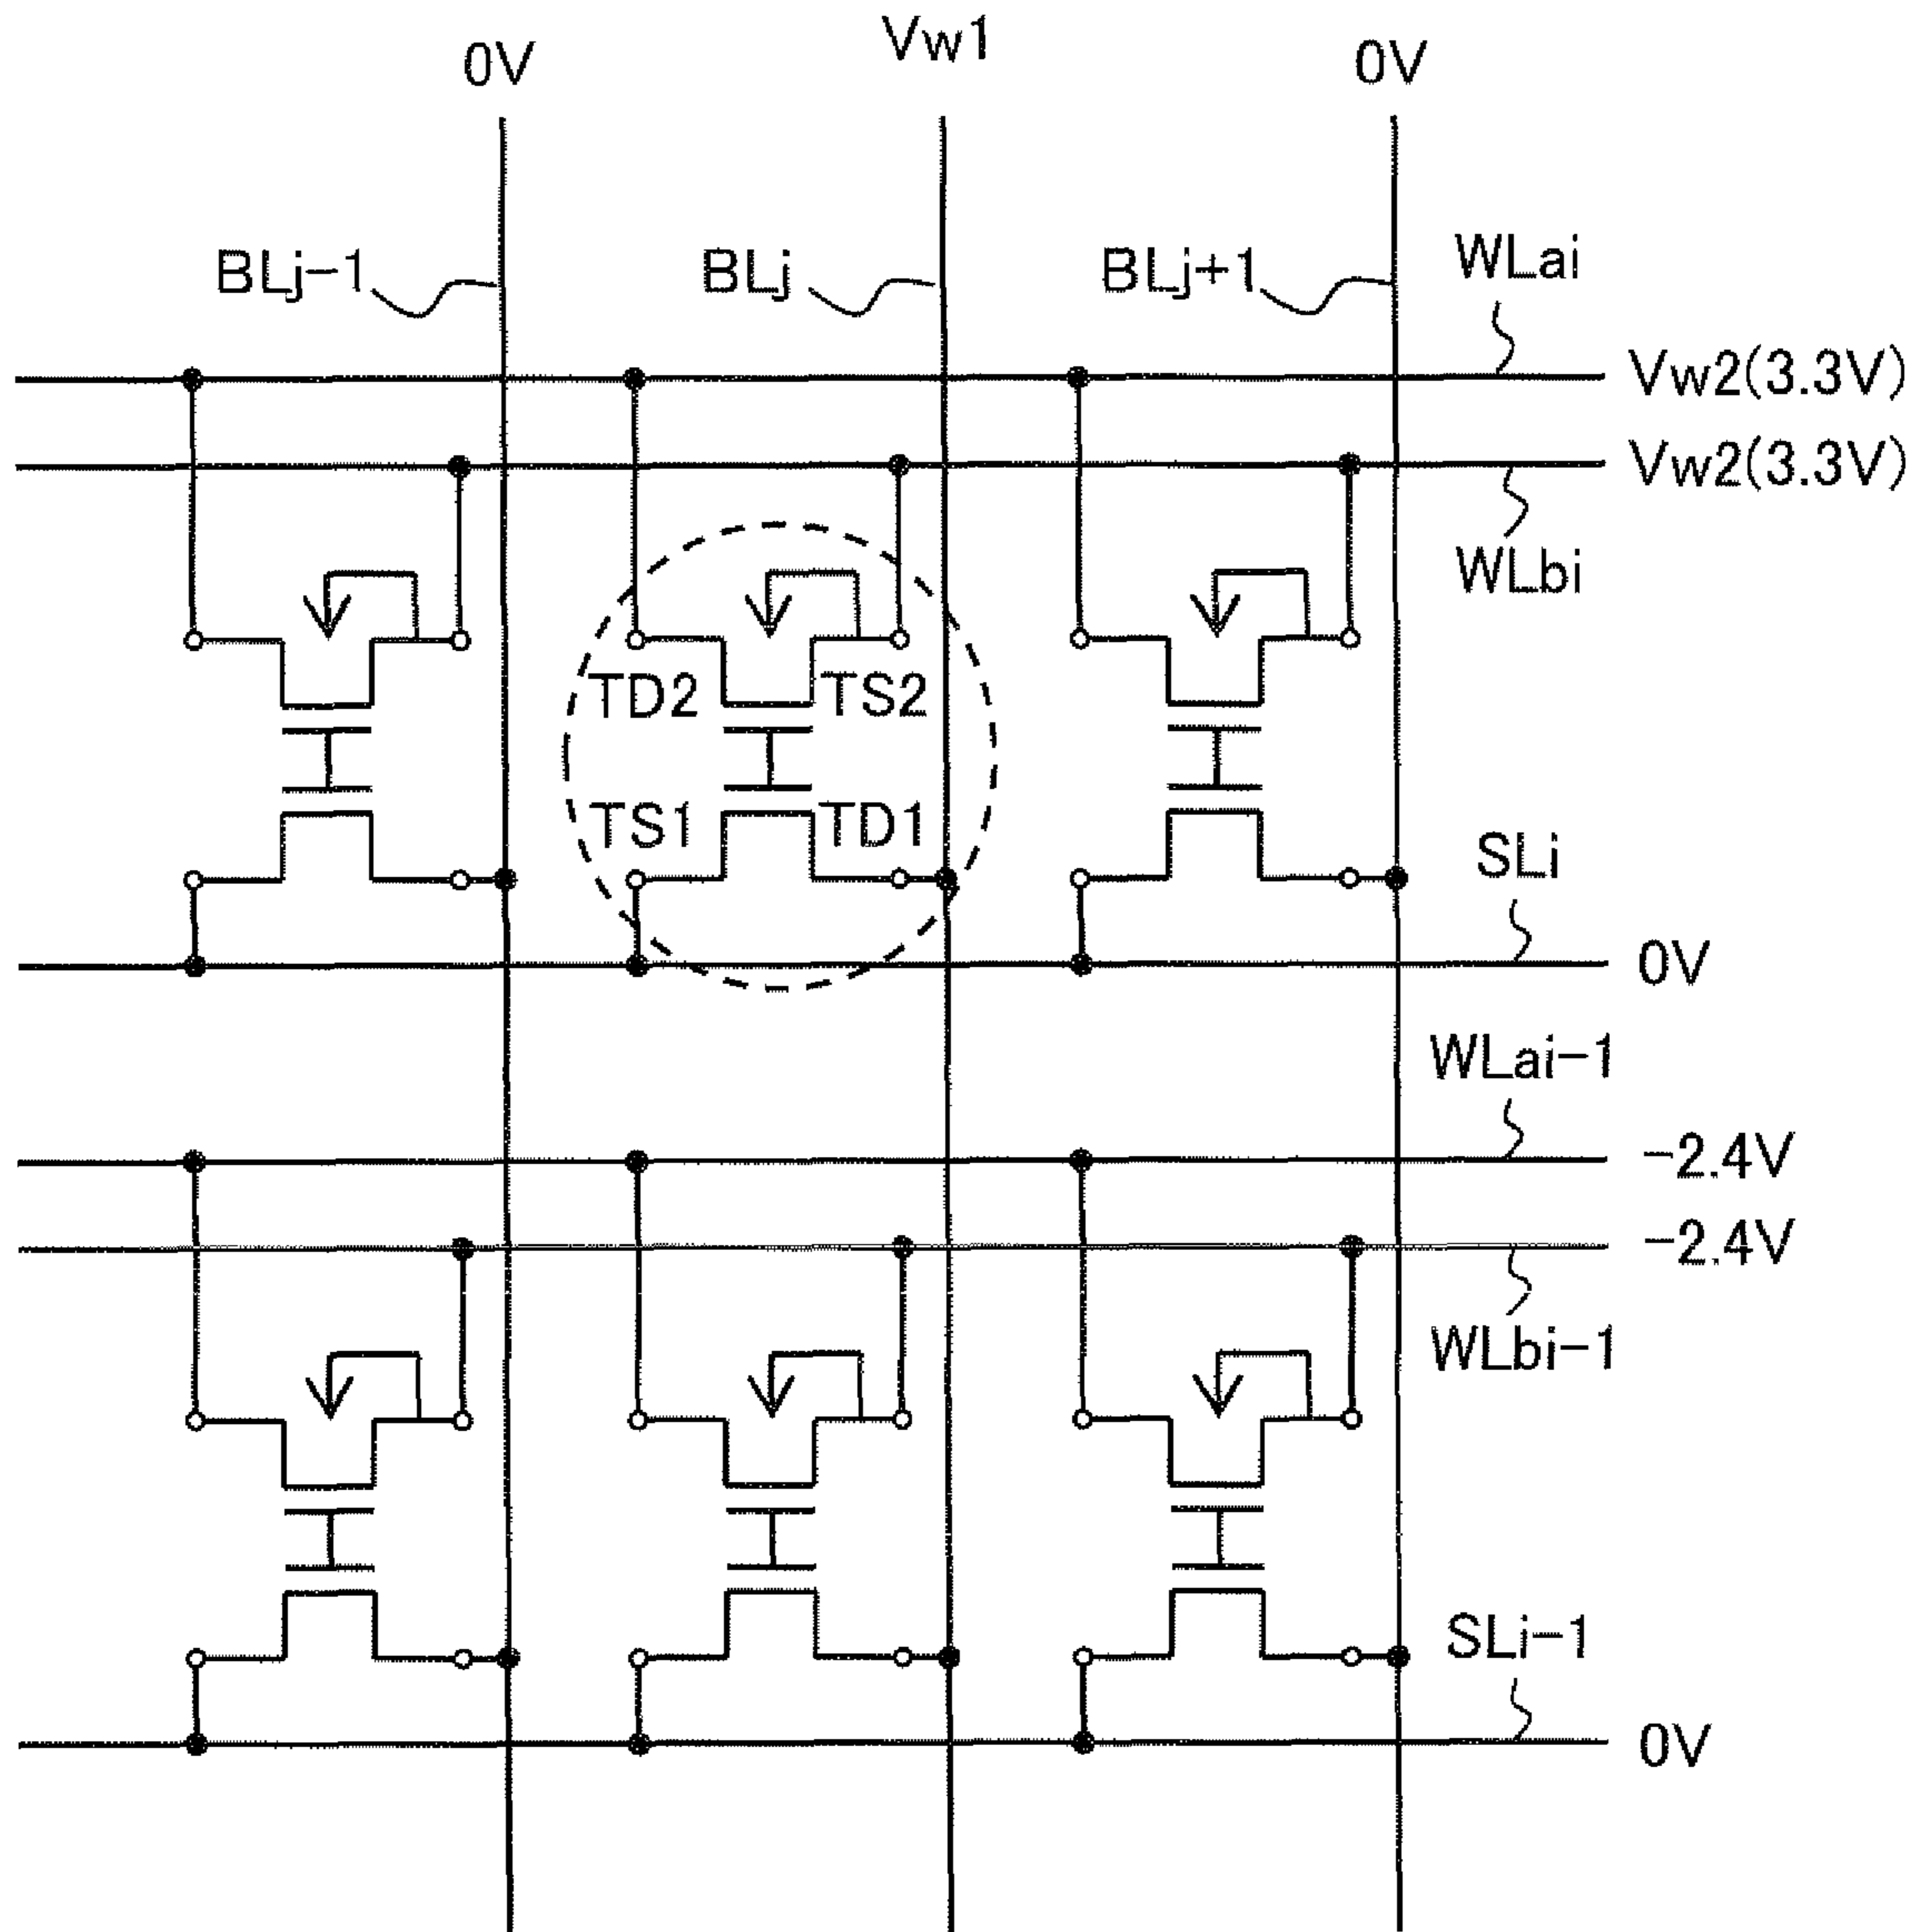 0V
Vw1
0V
BLj-1
BLj
BLj+1
WLai
Vw2(3.3V)
Vw2(3.3V)
WLbi
TD2
TS2
TS1
TD1
SLi
0V
WLai-1
-2.4V
-2.4V
WLbi-1
SLi-1
0V